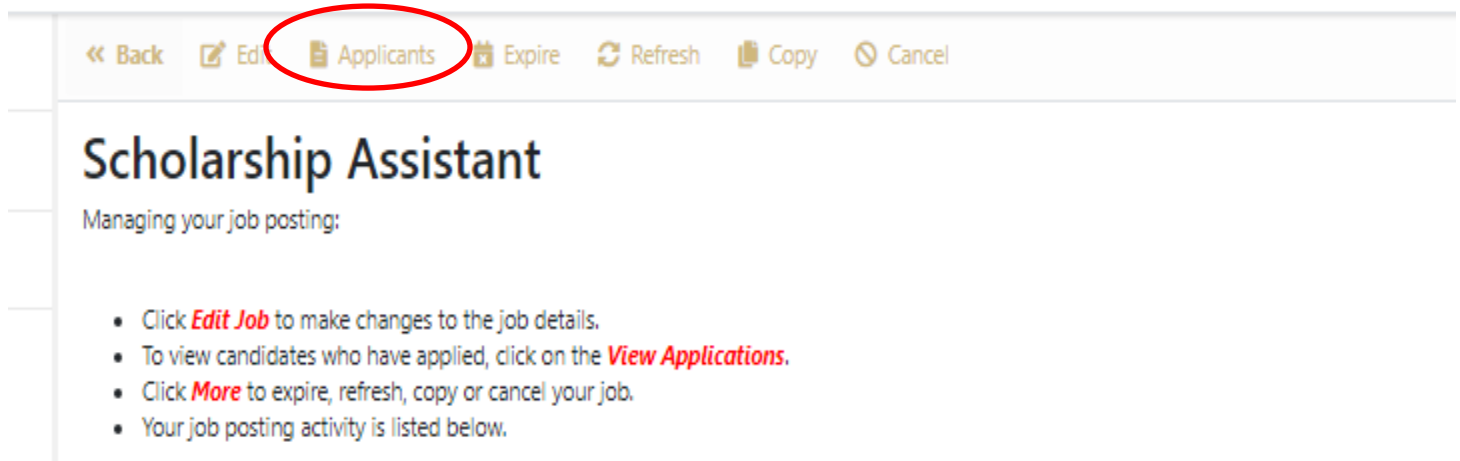 « Back Edit Applicants Expire Refresh Copy Cancel
Scholarship Assistant
Managing your job posting:
• Click Edit Job to make changes to the job details.
• To view candidates who have applied, click on the View Applications.
• Click More to expire, refresh, copy or cancel your job.
• Your job posting activity is listed below.